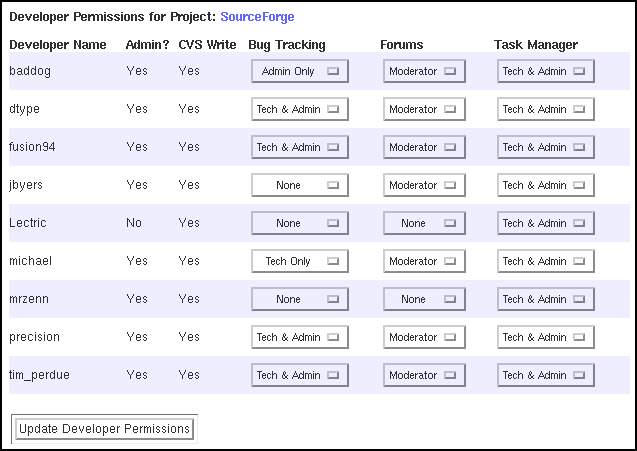 Developer Permissions for Project: SourceForge
Developer Name Admin? CVS Write Bug Tracking Forums Task Manager
baddog Yes Yes Admin Only Moderator Tech & Admin
dtype Yes Yes Tech & Admin Moderator Tech & Admin
fusion94 Yes Yes Tech & Admin Moderator Tech & Admin
jbyers Yes Yes None Moderator Tech & Admin
Lectric No Yes None None Tech & Admin
michael Yes Yes Tech Only Moderator Tech & Admin
mrzenn Yes Yes None None Tech & Admin
precision Yes Yes Tech & Admin Moderator Tech & Admin
tim_perdue Yes Yes Tech & Admin Moderator Tech & Admin
Update Developer Permissions